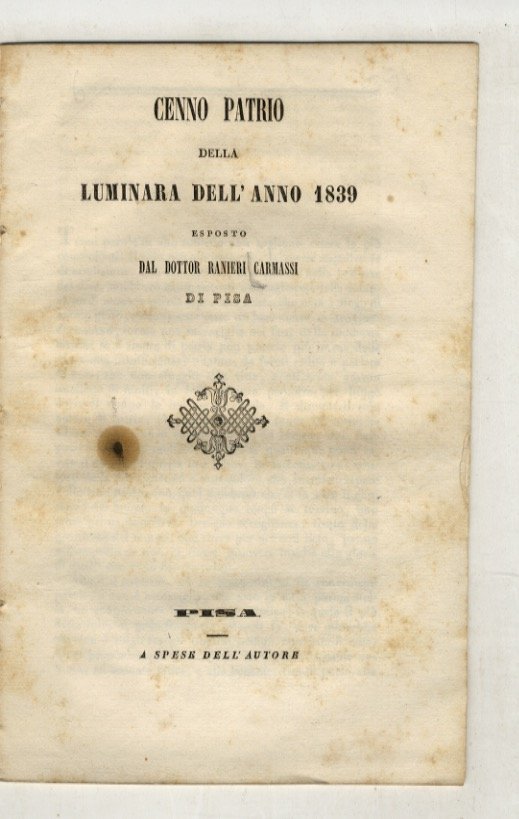 CENNO PATRIO
DELLA
LUMINARA DELL' ANNO 1839
ESPOSTO
DAL DOTTOR RANIERI CARMASSI
DI PISA
PISA
A SPESE DELL' AUTORE